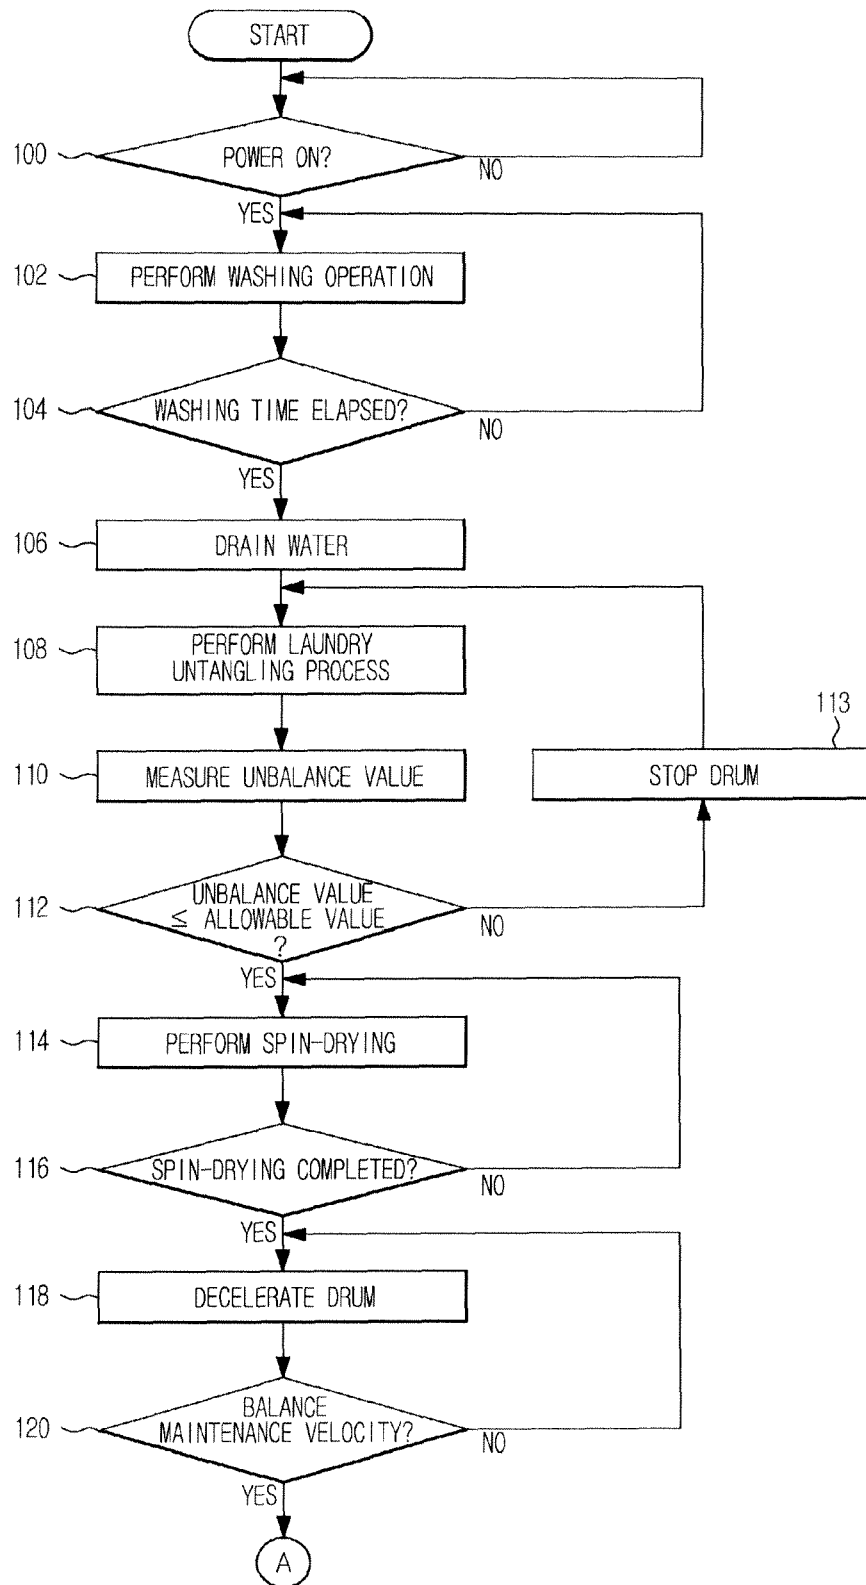 START
100
POWER ON?
NO
YES
102
PERFORM WASHING OPERATION
104
WASHING TIME ELAPSED?
NO
YES
106
DRAIN WATER
108
PERFORM LAUNDRY
UNTANGLING PROCESS
113
110
MEASURE UNBALANCE VALUE
STOP DRUM
112
UNBALANCE VALUE
≤ ALLOWABLE VALUE
?
NO
YES
114
PERFORM SPIN-DRYING
116
SPIN-DRYING COMPLETED?
NO
YES
118
DECELERATE DRUM
120
BALANCE
MAINTENANCE VELOCITY?
NO
YES
A